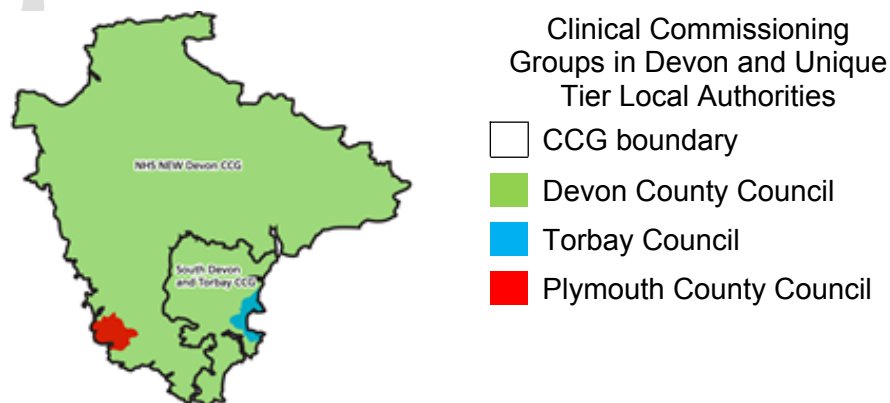 Clinical Commissioning
Groups in Devon and Unique
Tier Local Authorities
CCG boundary
Devon County Council
Torbay Council
Plymouth County Council
NHS NEW Devon CCG
South Devon
and Torbay CCG